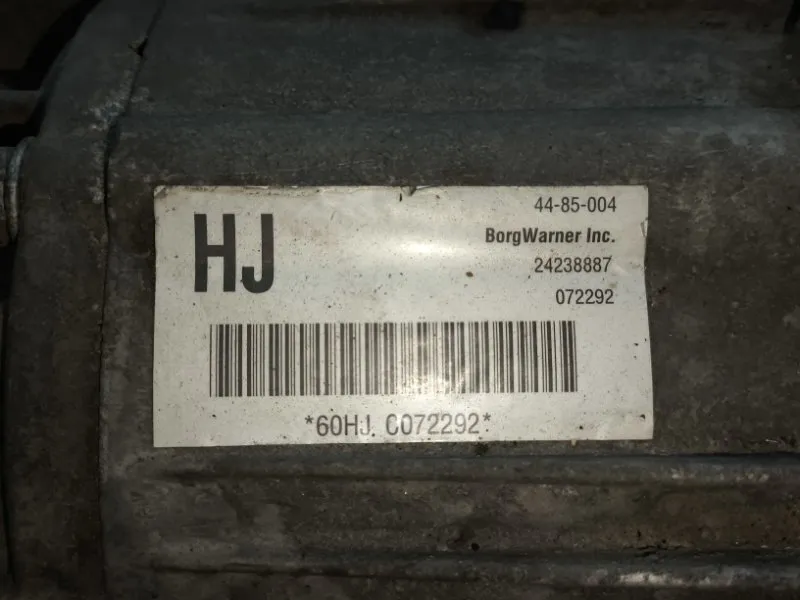 44-85-004
HJ
BorgWarner Inc.
24238887
072292
*60HJ C072292*